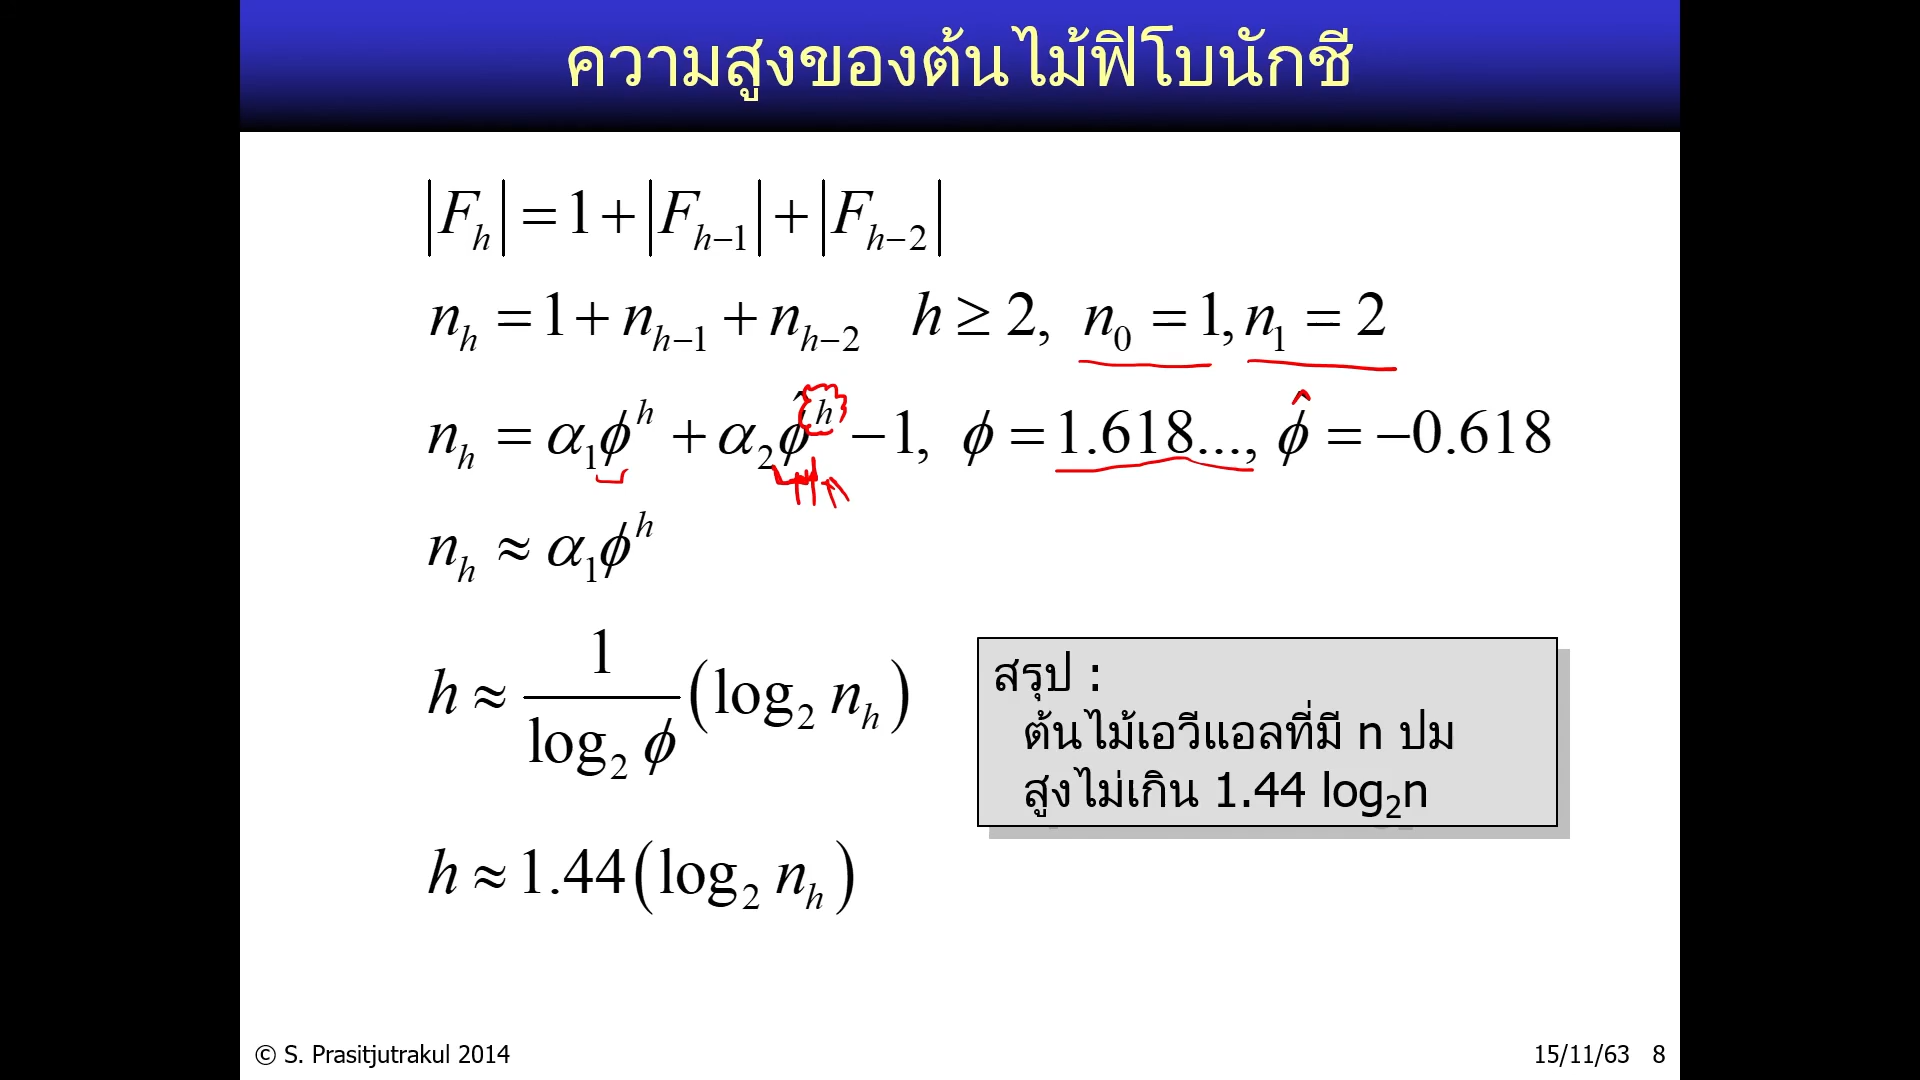 ความสูงของต้นไม้ฟิโบนักชี
|F_h| = 1 + |F_{h-1}| + |F_{h-2}|
n_h = 1 + n_{h-1} + n_{h-2} h ≥ 2, n_0 = 1, n_1 = 2
n_h = α_1ϕ^h + α_2ϕ̂^h − 1, ϕ = 1.618..., ϕ̂ = −0.618
n_h ≈ α_1ϕ^h
h ≈ \frac{1}{log_2 ϕ} (log_2 n_h)
h ≈ 1.44 (log_2 n_h)
สรุป :
ต้นไม้เอวีแอลที่มี n ปม
สูงไม่เกิน 1.44 log_2n
© S. Prasitjutrakul 2014
15/11/63 8